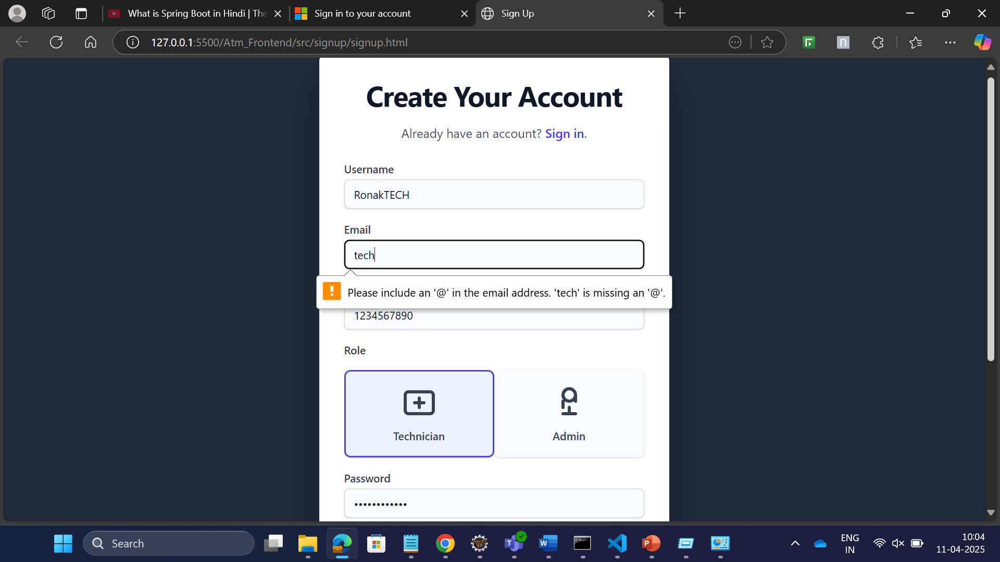 What is Spring Boot in Hindi | The
Sign in to your account
Sign Up
127.0.0.1:5500/Atm_Frontend/src/signup/signup.html
Create Your Account
Already have an account? Sign in.
Username
RonakTECH
Email
tech
Please include an '@' in the email address. 'tech' is missing an '@'.
1234567890
Role
Technician
Admin
Password
••••••••••••
Search
ENG
IN
10:04
11-04-2025